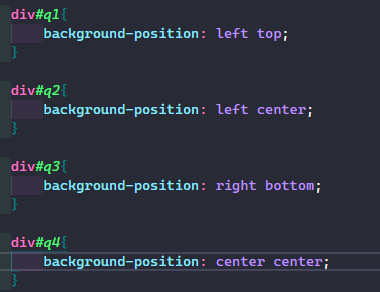 div#q1{
    background-position: left top;
}
div#q2{
    background-position: left center;
}
div#q3{
    background-position: right bottom;
}
div#q4{
    background-position: center center;
}